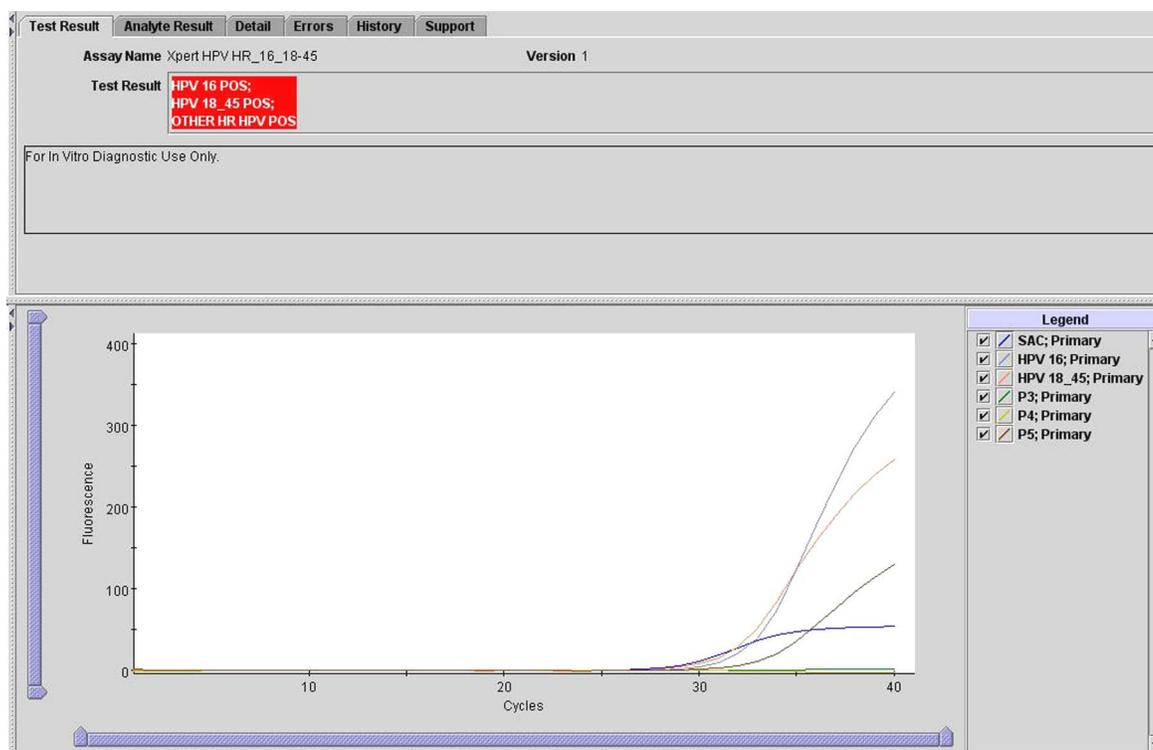 Test Result Analyte Result Detail Errors History Support
Assay Name Xpert HPV HR_16_18-45 Version 1
Test Result HPV 16 POS;
HPV 18_45 POS;
OTHER HR HPV POS
For In Vitro Diagnostic Use Only.
Legend
SAC; Primary
HPV 16; Primary
HPV 18_45; Primary
P3; Primary
P4; Primary
P5; Primary
400
300
200
100
0
Fluorescence
10 20 30 40
Cycles